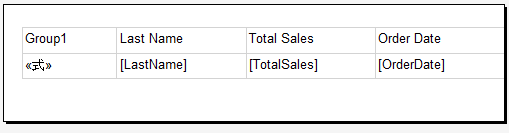 Group1 Last Name Total Sales Order Date
«式» [LastName] [TotalSales] [OrderDate]